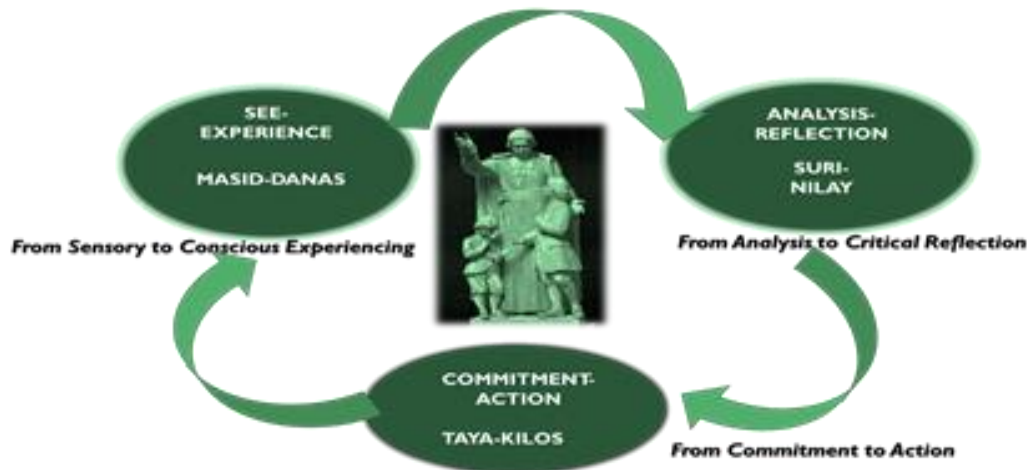 SEE-
EXPERIENCE
MASID-DANAS
From Sensory to Conscious Experiencing
ANALYSIS-
REFLECTION
SURI-
NILAY
From Analysis to Critical Reflection
COMMITMENT-
ACTION
TAYA-KILOS
From Commitment to Action